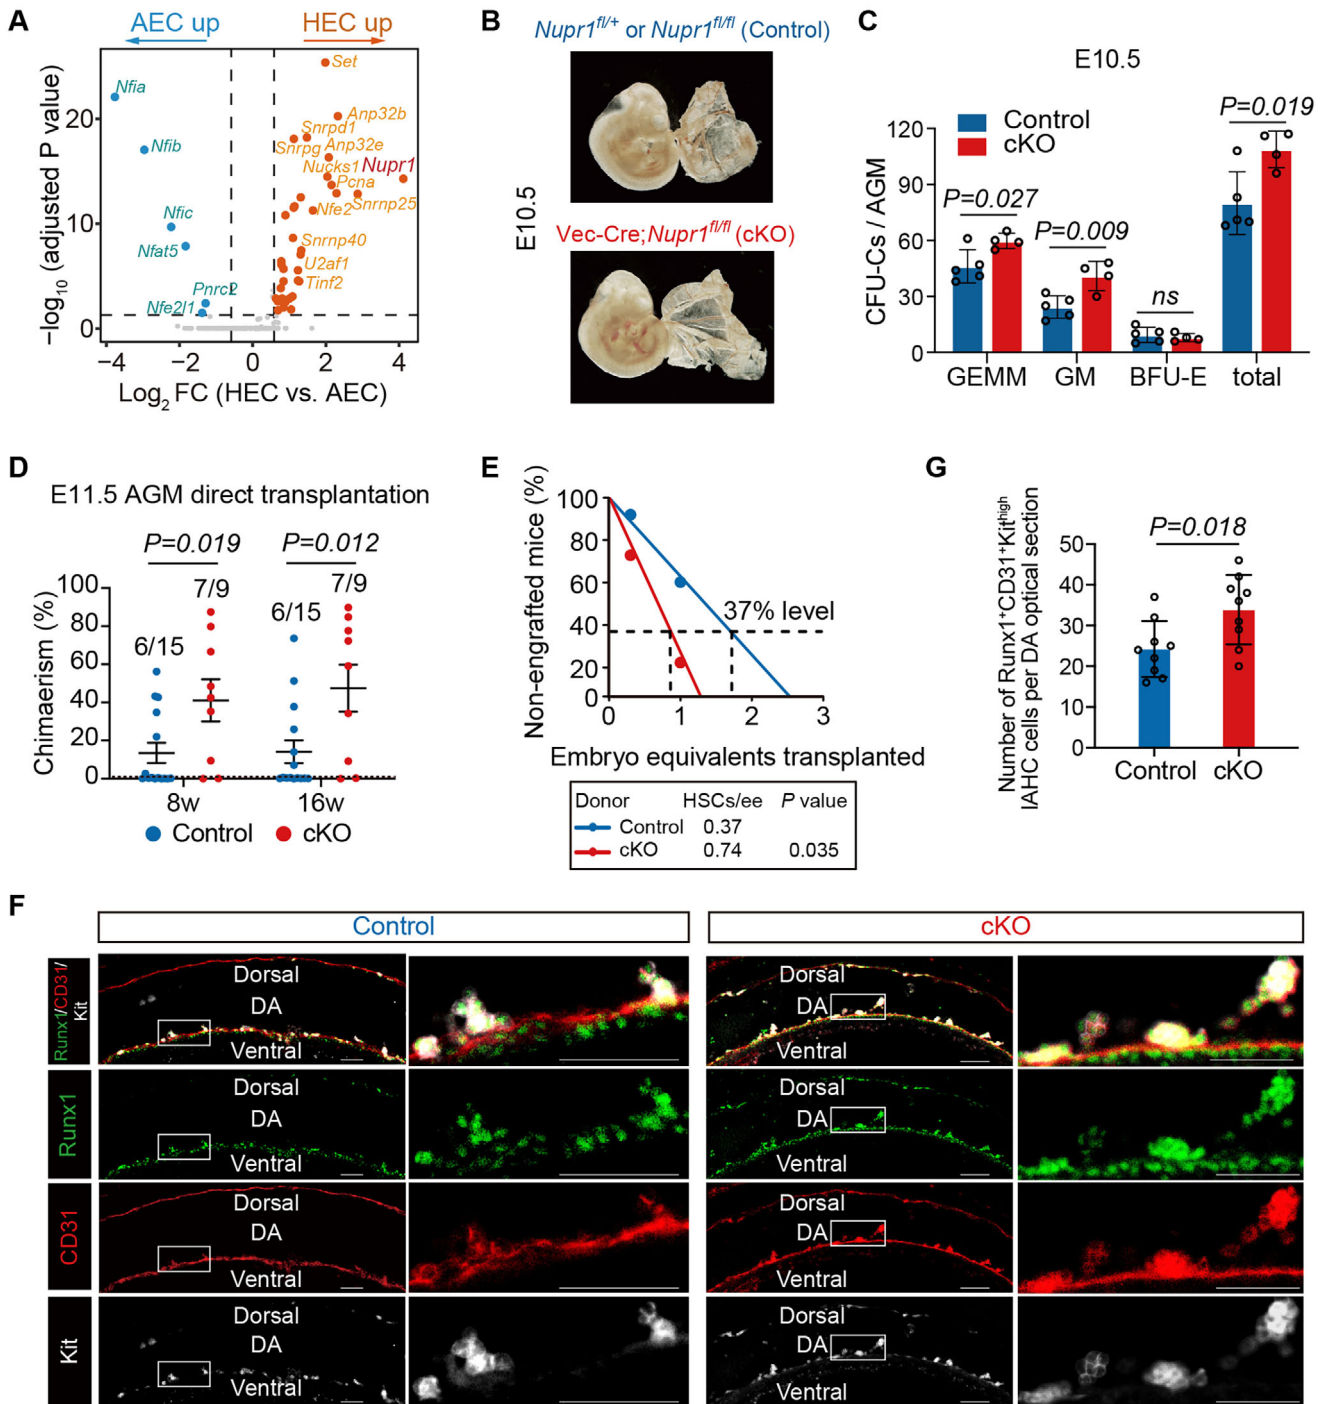 A
AEC up
HEC up
Nfia
Nfib
Nfic
Nfat5
Pnrc2
Nfe2l1
Set
Anp32b
Snrpd1
Snrpg
Anp32e
Nucks1
Nupr1
Pcna
Nfe2
Snrnp25
Snrnp40
U2af1
Tinf2
−log10 (adjusted P value)
20
10
0
−4
−2
0
2
4
Log2 FC (HEC vs. AEC)
B
Nupr1fl/+ or Nupr1fl/fl (Control)
E10.5
Vec-Cre;Nupr1fl/fl (cKO)
C
E10.5
Control
cKO
P=0.027
P=0.009
ns
P=0.019
CFU-Cs / AGM
120
90
60
30
0
GEMM
GM
BFU-E
total
D
E11.5 AGM direct transplantation
P=0.019
P=0.012
6/15
7/9
6/15
7/9
Chimaerism (%)
100
80
60
40
20
0
8w
16w
Control
cKO
E
Non-engrafted mice (%)
100
80
60
40
20
0
37% level
0
1
2
3
Embryo equivalents transplanted
Donor HSCs/ee P value
Control 0.37
cKO 0.74 0.035
G
Number of Runx1+CD31+Kithigh
IAHC cells per DA optical section
P=0.018
50
40
30
20
10
0
Control
cKO
F
Control
cKO
Runx1/CD31/
Kit
Dorsal
DA
Ventral
Dorsal
DA
Ventral
Runx1
Dorsal
DA
Ventral
Dorsal
DA
Ventral
CD31
Dorsal
DA
Ventral
Dorsal
DA
Ventral
Kit
Dorsal
DA
Ventral
Dorsal
DA
Ventral